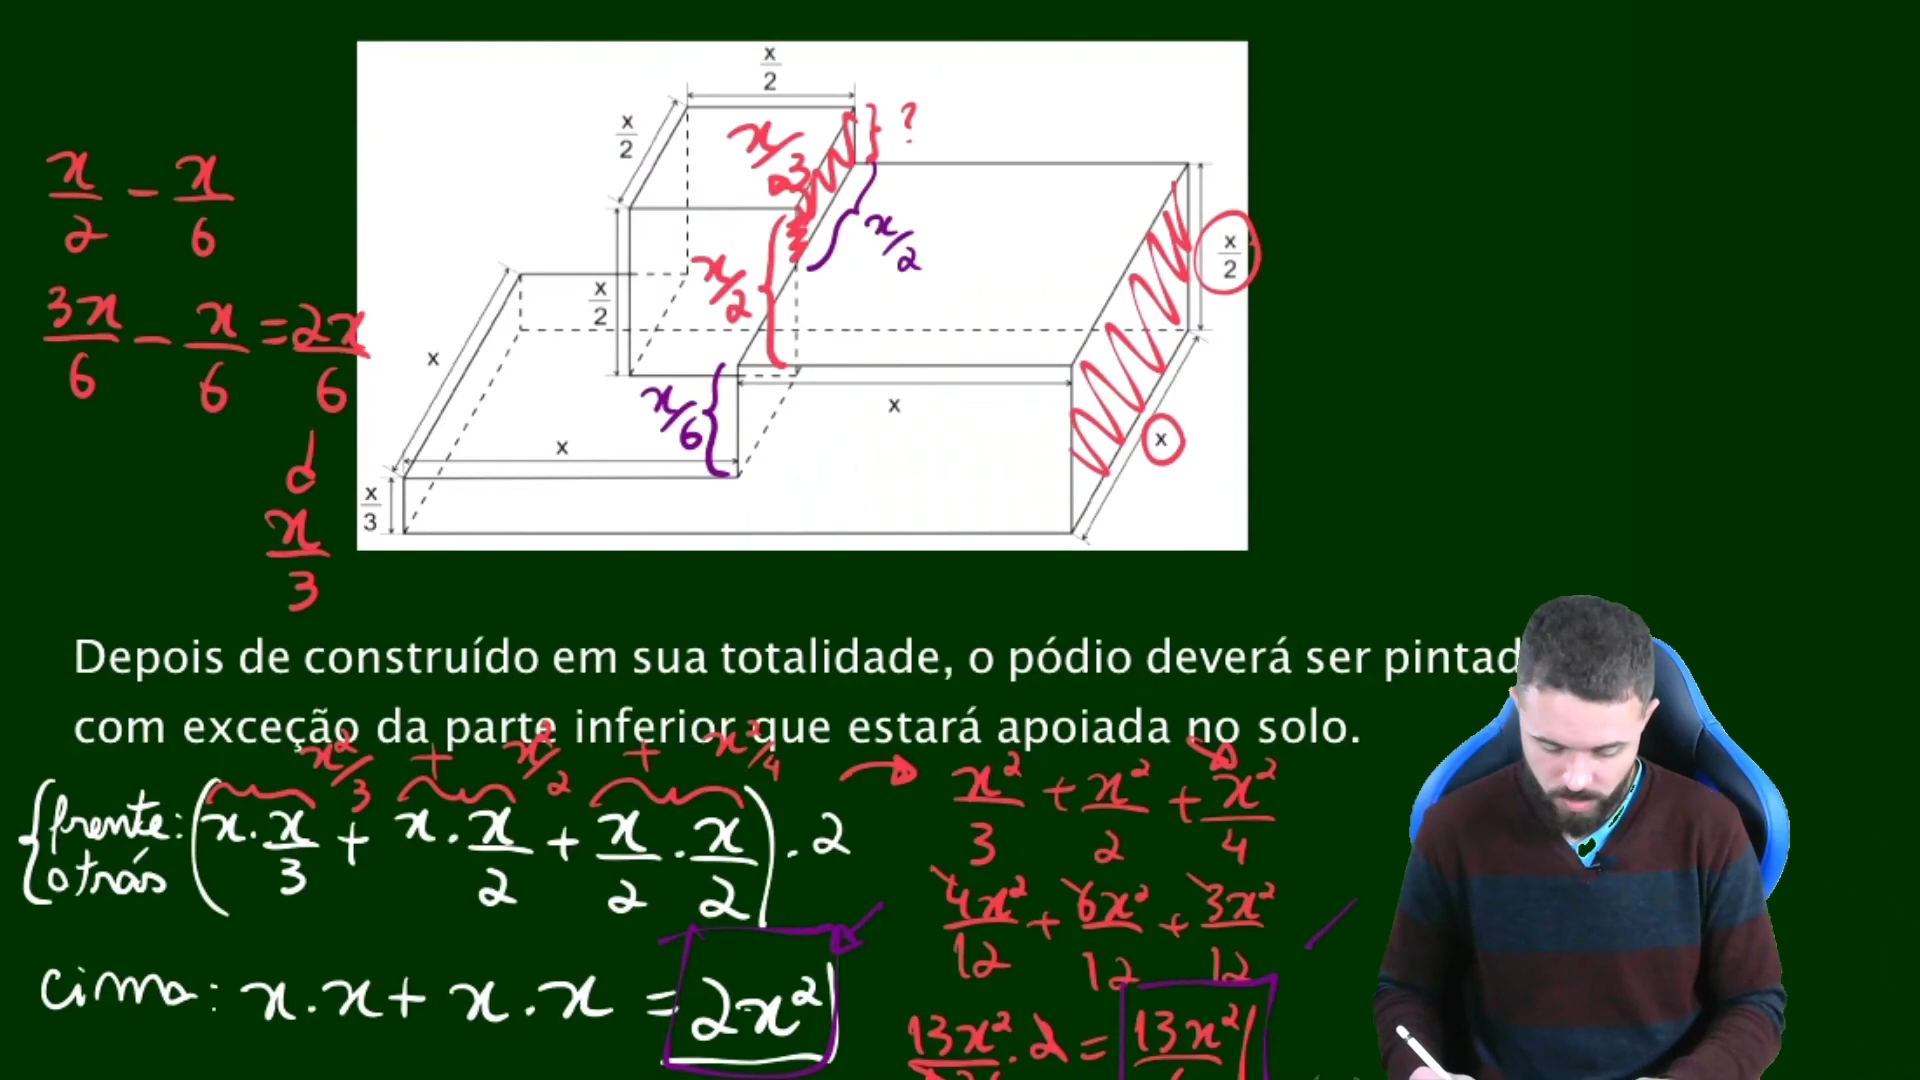 x/2
x/2
x/2
x
x
x/3
x
x/2
x
x/3
?
x/2
x/2
x/6
x/2 - x/6
3x/6 - x/6 = 2x/6
x/3
Depois de construído em sua totalidade, o pódio deverá ser pintad
com exceção da parte inferior que estará apoiada no solo.
x²/3 + x²/2 + x²/4
frente: (x.x/3 + x.x/2 + x/2.x/2).2
atrás
x²/3 + x²/2 + x²/4
4x²/12 + 6x²/12 + 3x²/12
cima: x.x + x.x = 2x²
13x² . 2 = 13x²